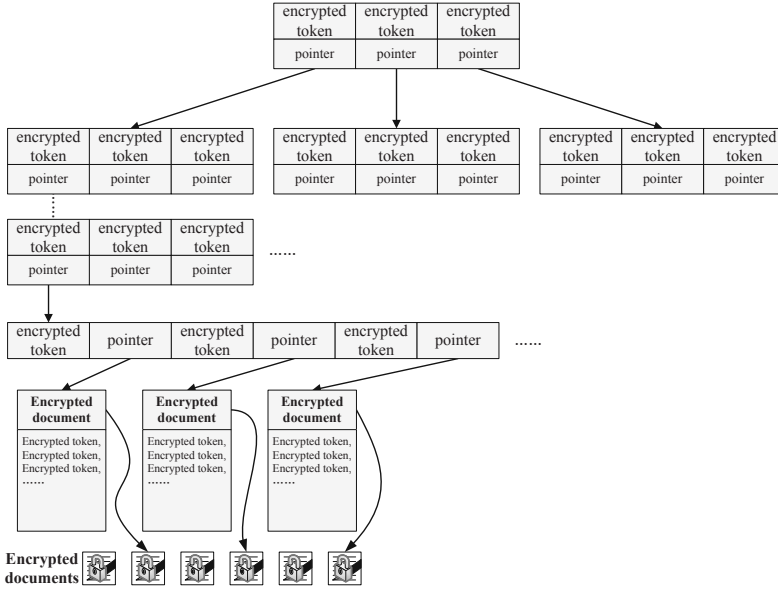 encrypted encrypted encrypted
token token token
pointer pointer pointer
encrypted encrypted encrypted encrypted encrypted encrypted encrypted encrypted encrypted
token token token token token token token token token
pointer pointer pointer pointer pointer pointer pointer pointer pointer
encrypted encrypted encrypted
token token token
pointer pointer pointer
......
encrypted token pointer encrypted token pointer encrypted token pointer ......
Encrypted
document
Encrypted token,
Encrypted token,
Encrypted token,
......
Encrypted
document
Encrypted token,
Encrypted token,
Encrypted token,
......
Encrypted
document
Encrypted token,
Encrypted token,
Encrypted token,
......
Encrypted
documents